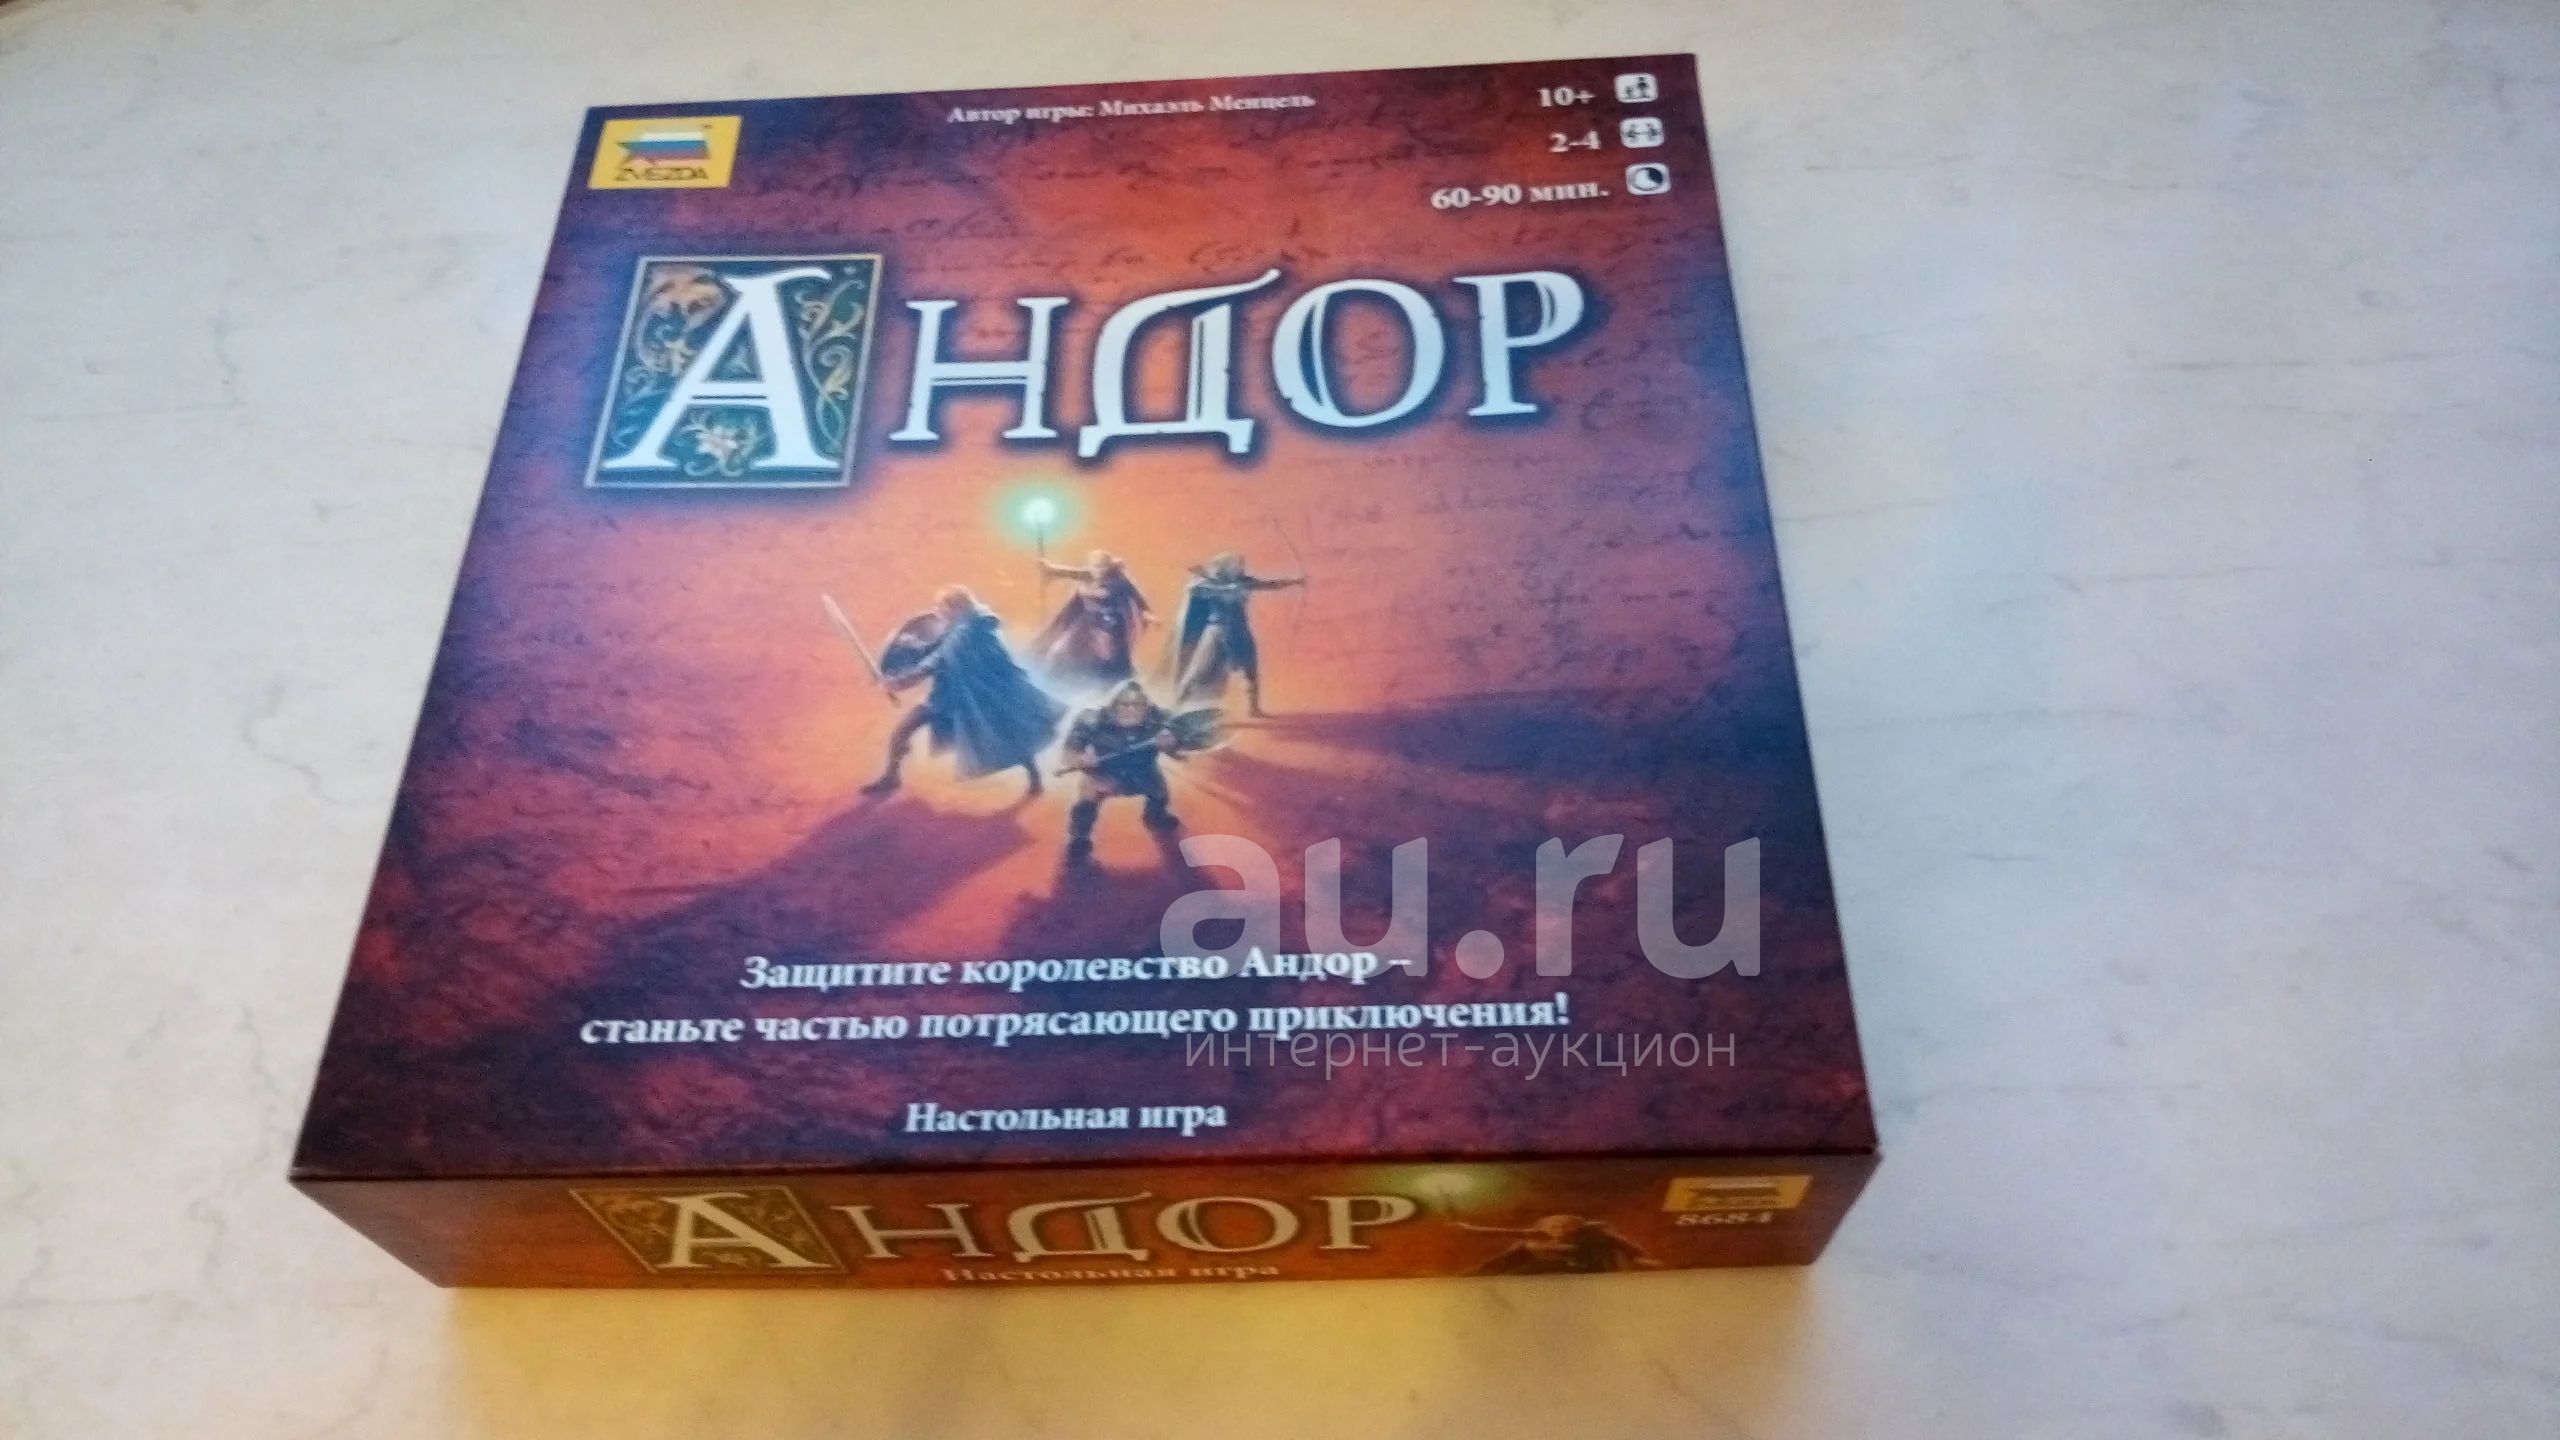 Автор игры: Михаэль Менцель
10+
ZVEZDA
2-4
60-90 мин.
АНДОР
au.ru
Защитите королевство Андор –
станьте частью потрясающего приключения!
интернет-аукцион
Настольная игра
АНДОР
8684
Настольная игра